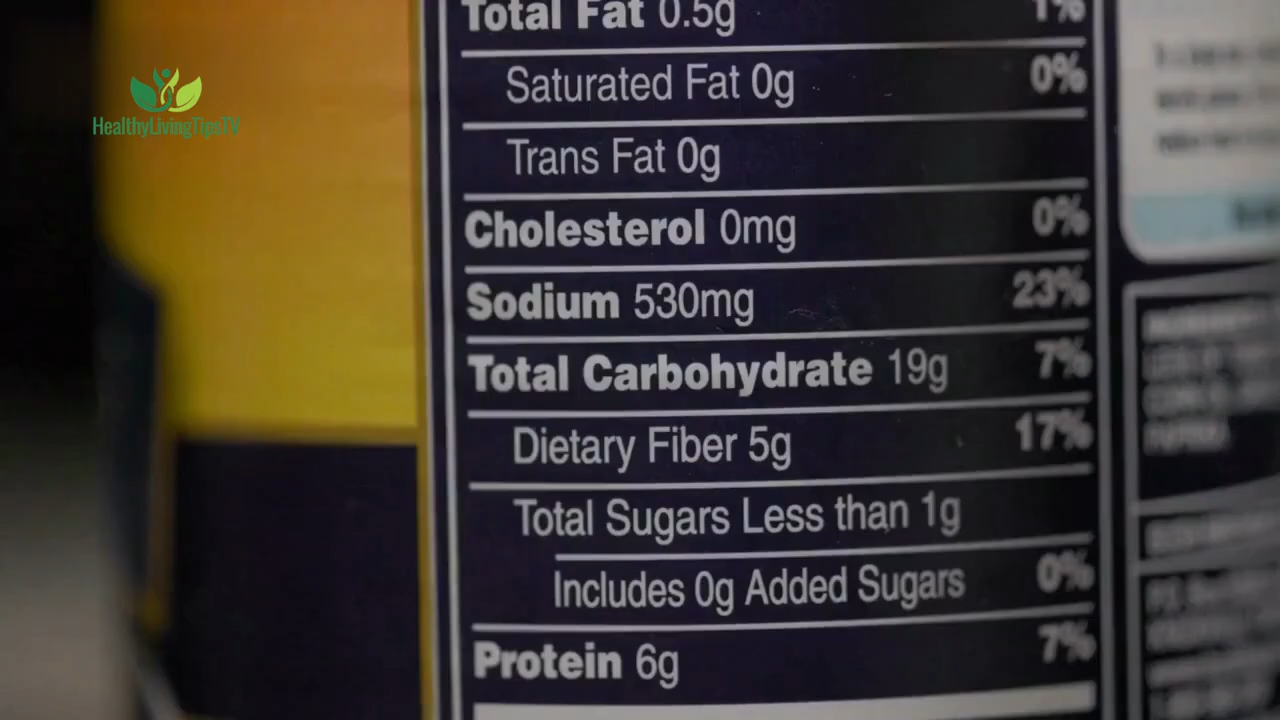 Total Fat 0.5g 1%
Saturated Fat 0g 0%
Trans Fat 0g
Cholesterol 0mg 0%
Sodium 530mg 23%
Total Carbohydrate 19g 7%
Dietary Fiber 5g 17%
Total Sugars Less than 1g
Includes 0g Added Sugars 0%
Protein 6g 7%
HealthyLivingTipsTV